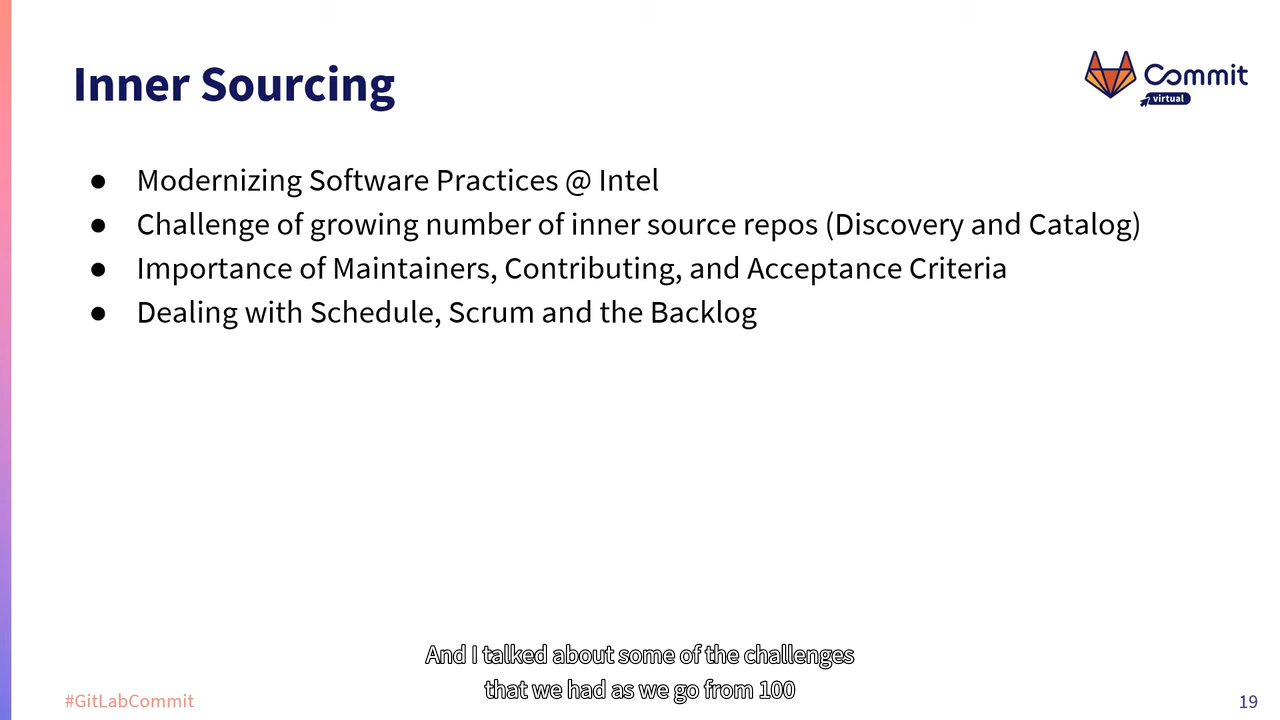 Inner Sourcing
Commit
virtual
● Modernizing Software Practices @ Intel
● Challenge of growing number of inner source repos (Discovery and Catalog)
● Importance of Maintainers, Contributing, and Acceptance Criteria
● Dealing with Schedule, Scrum and the Backlog
And I talked about some of the challenges
that we had as we go from 100
#GitLabCommit
19